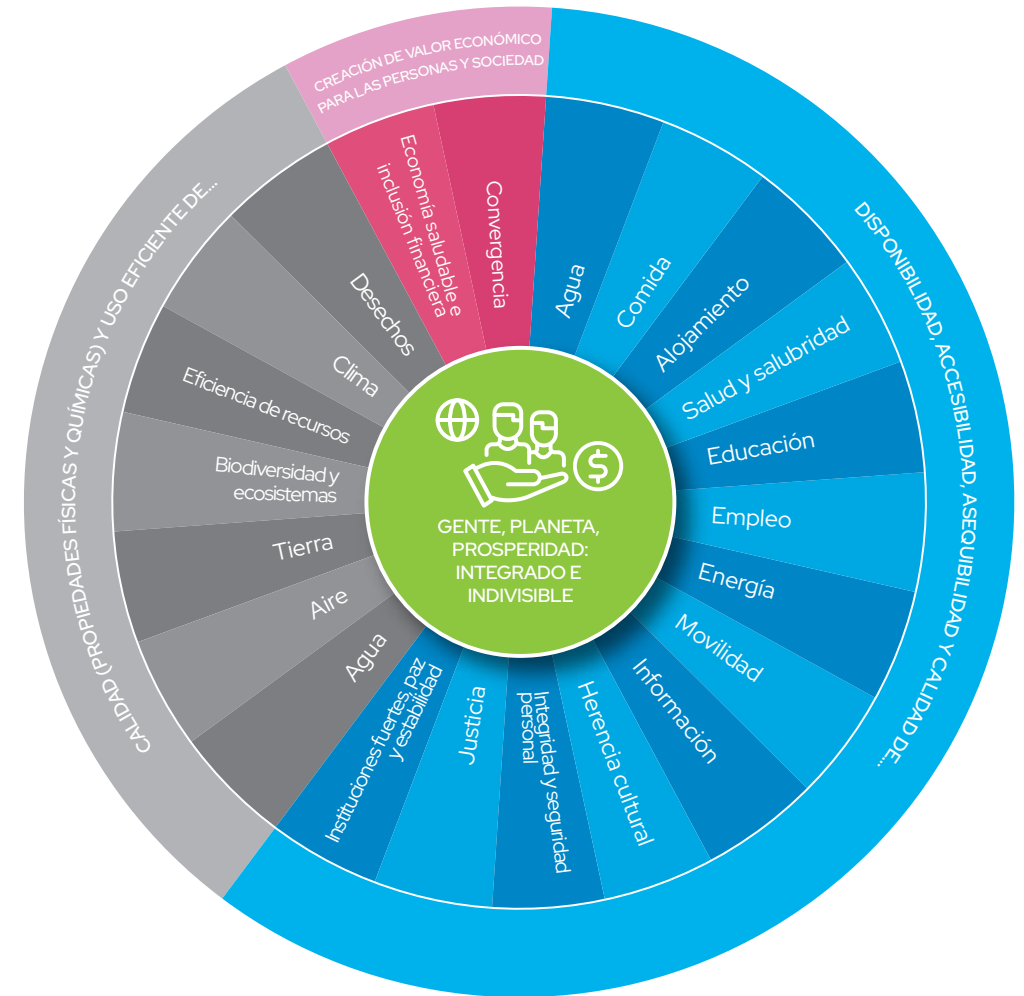 CREACIÓN DE VALOR ECONÓMICO
PARA LAS PERSONAS Y SOCIEDAD
DISPONIBILIDAD, ACCESIBILIDAD, ASEQUIBILIDAD Y CALIDAD DE...
CALIDAD (PROPIEDADES FÍSICAS Y QUÍMICAS) Y USO EFICIENTE DE...
Economía saludable e
inclusión financiera
Convergencia
Agua
Comida
Alojamiento
Salud y salubridad
Educación
Empleo
Energía
Movilidad
Información
Herencia cultural
Integridad y seguridad
personal
Justicia
Instituciones fuertes, paz
y estabilidad
Agua
Aire
Tierra
Biodiversidad y
ecosistemas
Eficiencia de recursos
Clima
Desechos
GENTE, PLANETA,
PROSPERIDAD:
INTEGRADO E
INDIVISIBLE
$